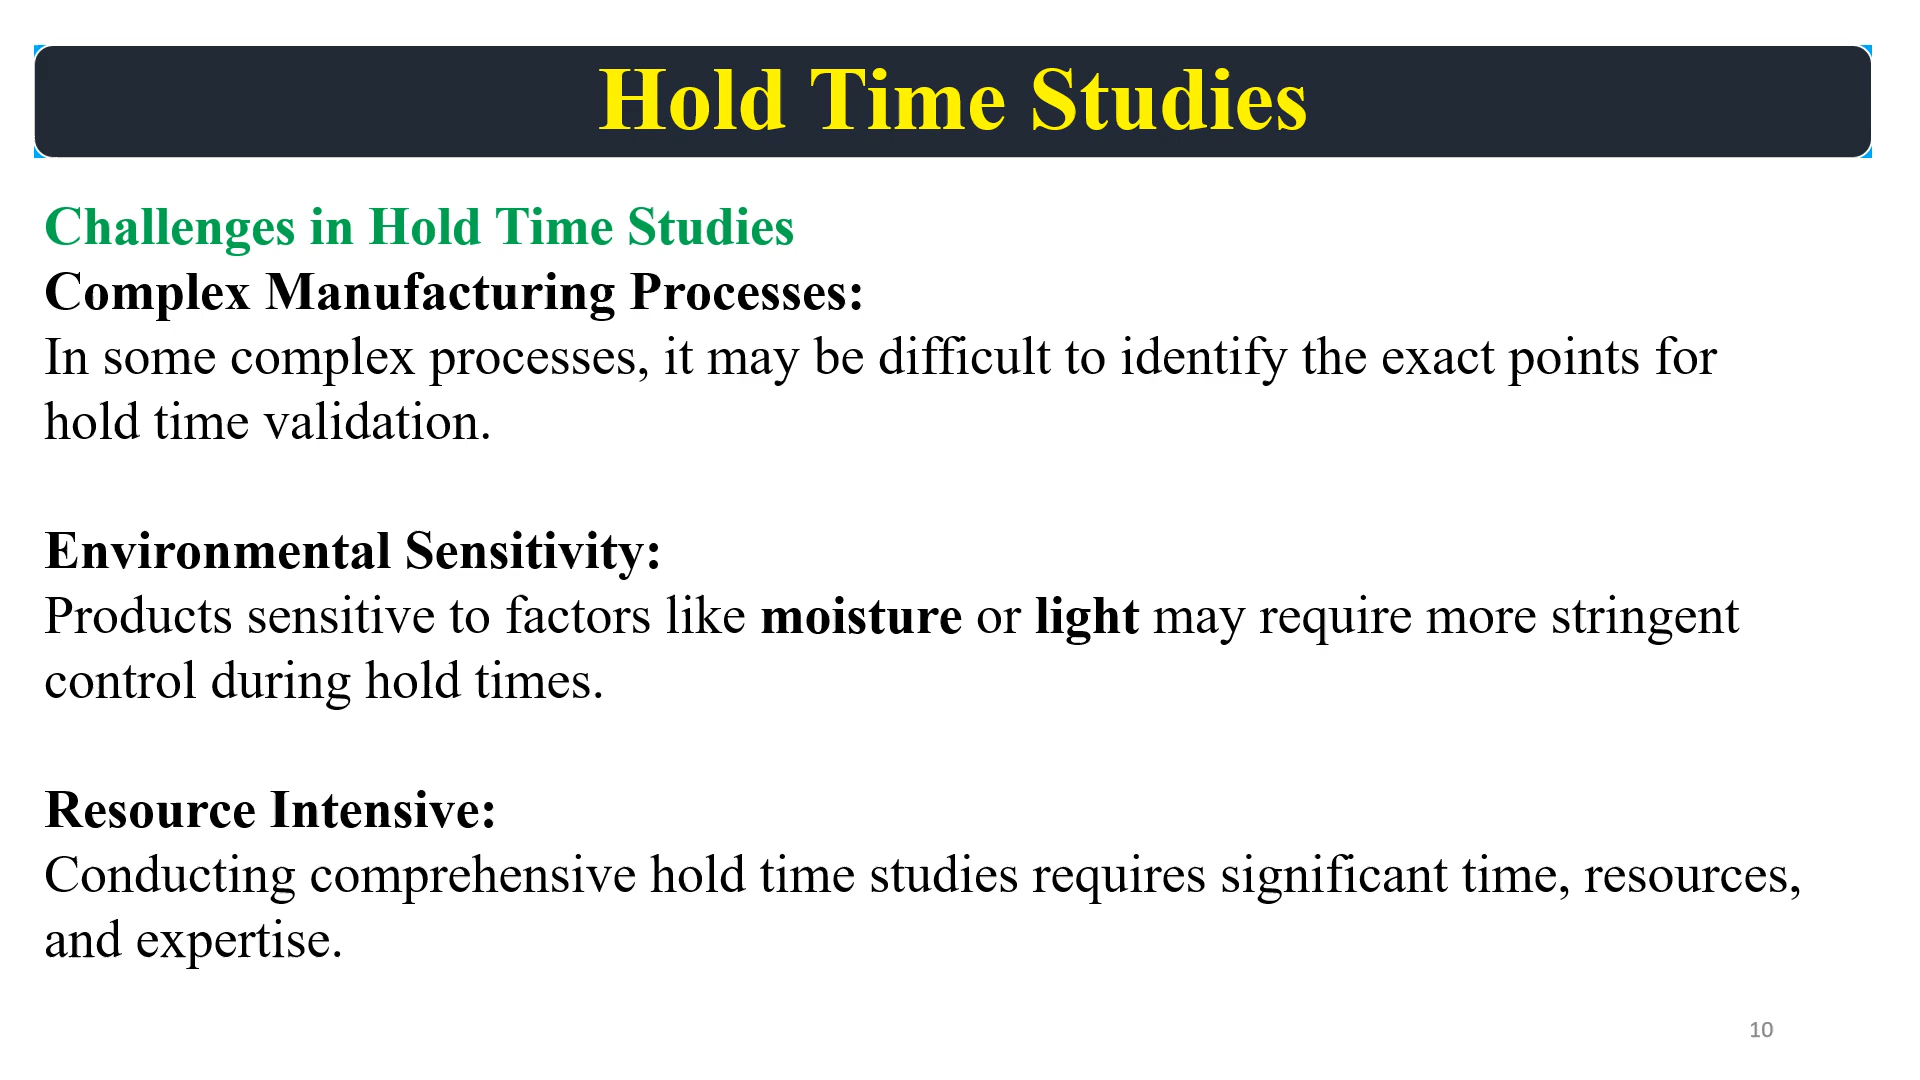 Hold Time Studies
Challenges in Hold Time Studies
Complex Manufacturing Processes:
In some complex processes, it may be difficult to identify the exact points for
hold time validation.
Environmental Sensitivity:
Products sensitive to factors like moisture or light may require more stringent
control during hold times.
Resource Intensive:
Conducting comprehensive hold time studies requires significant time, resources,
and expertise.
10